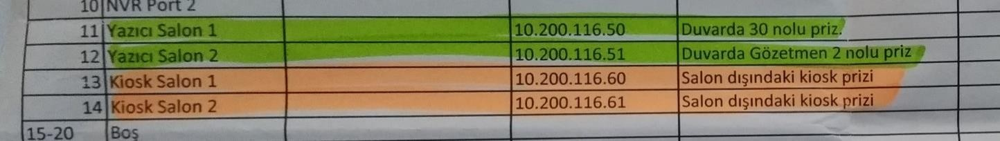 10 NVR Port 2
11 Yazıcı Salon 1 10.200.116.50 Duvarda 30 nolu priz.
12 Yazıcı Salon 2 10.200.116.51 Duvarda Gözetmen 2 nolu priz
13 Kiosk Salon 1 10.200.116.60 Salon dışındaki kiosk prizi
14 Kiosk Salon 2 10.200.116.61 Salon dışındaki kiosk prizi
15-20 Boş